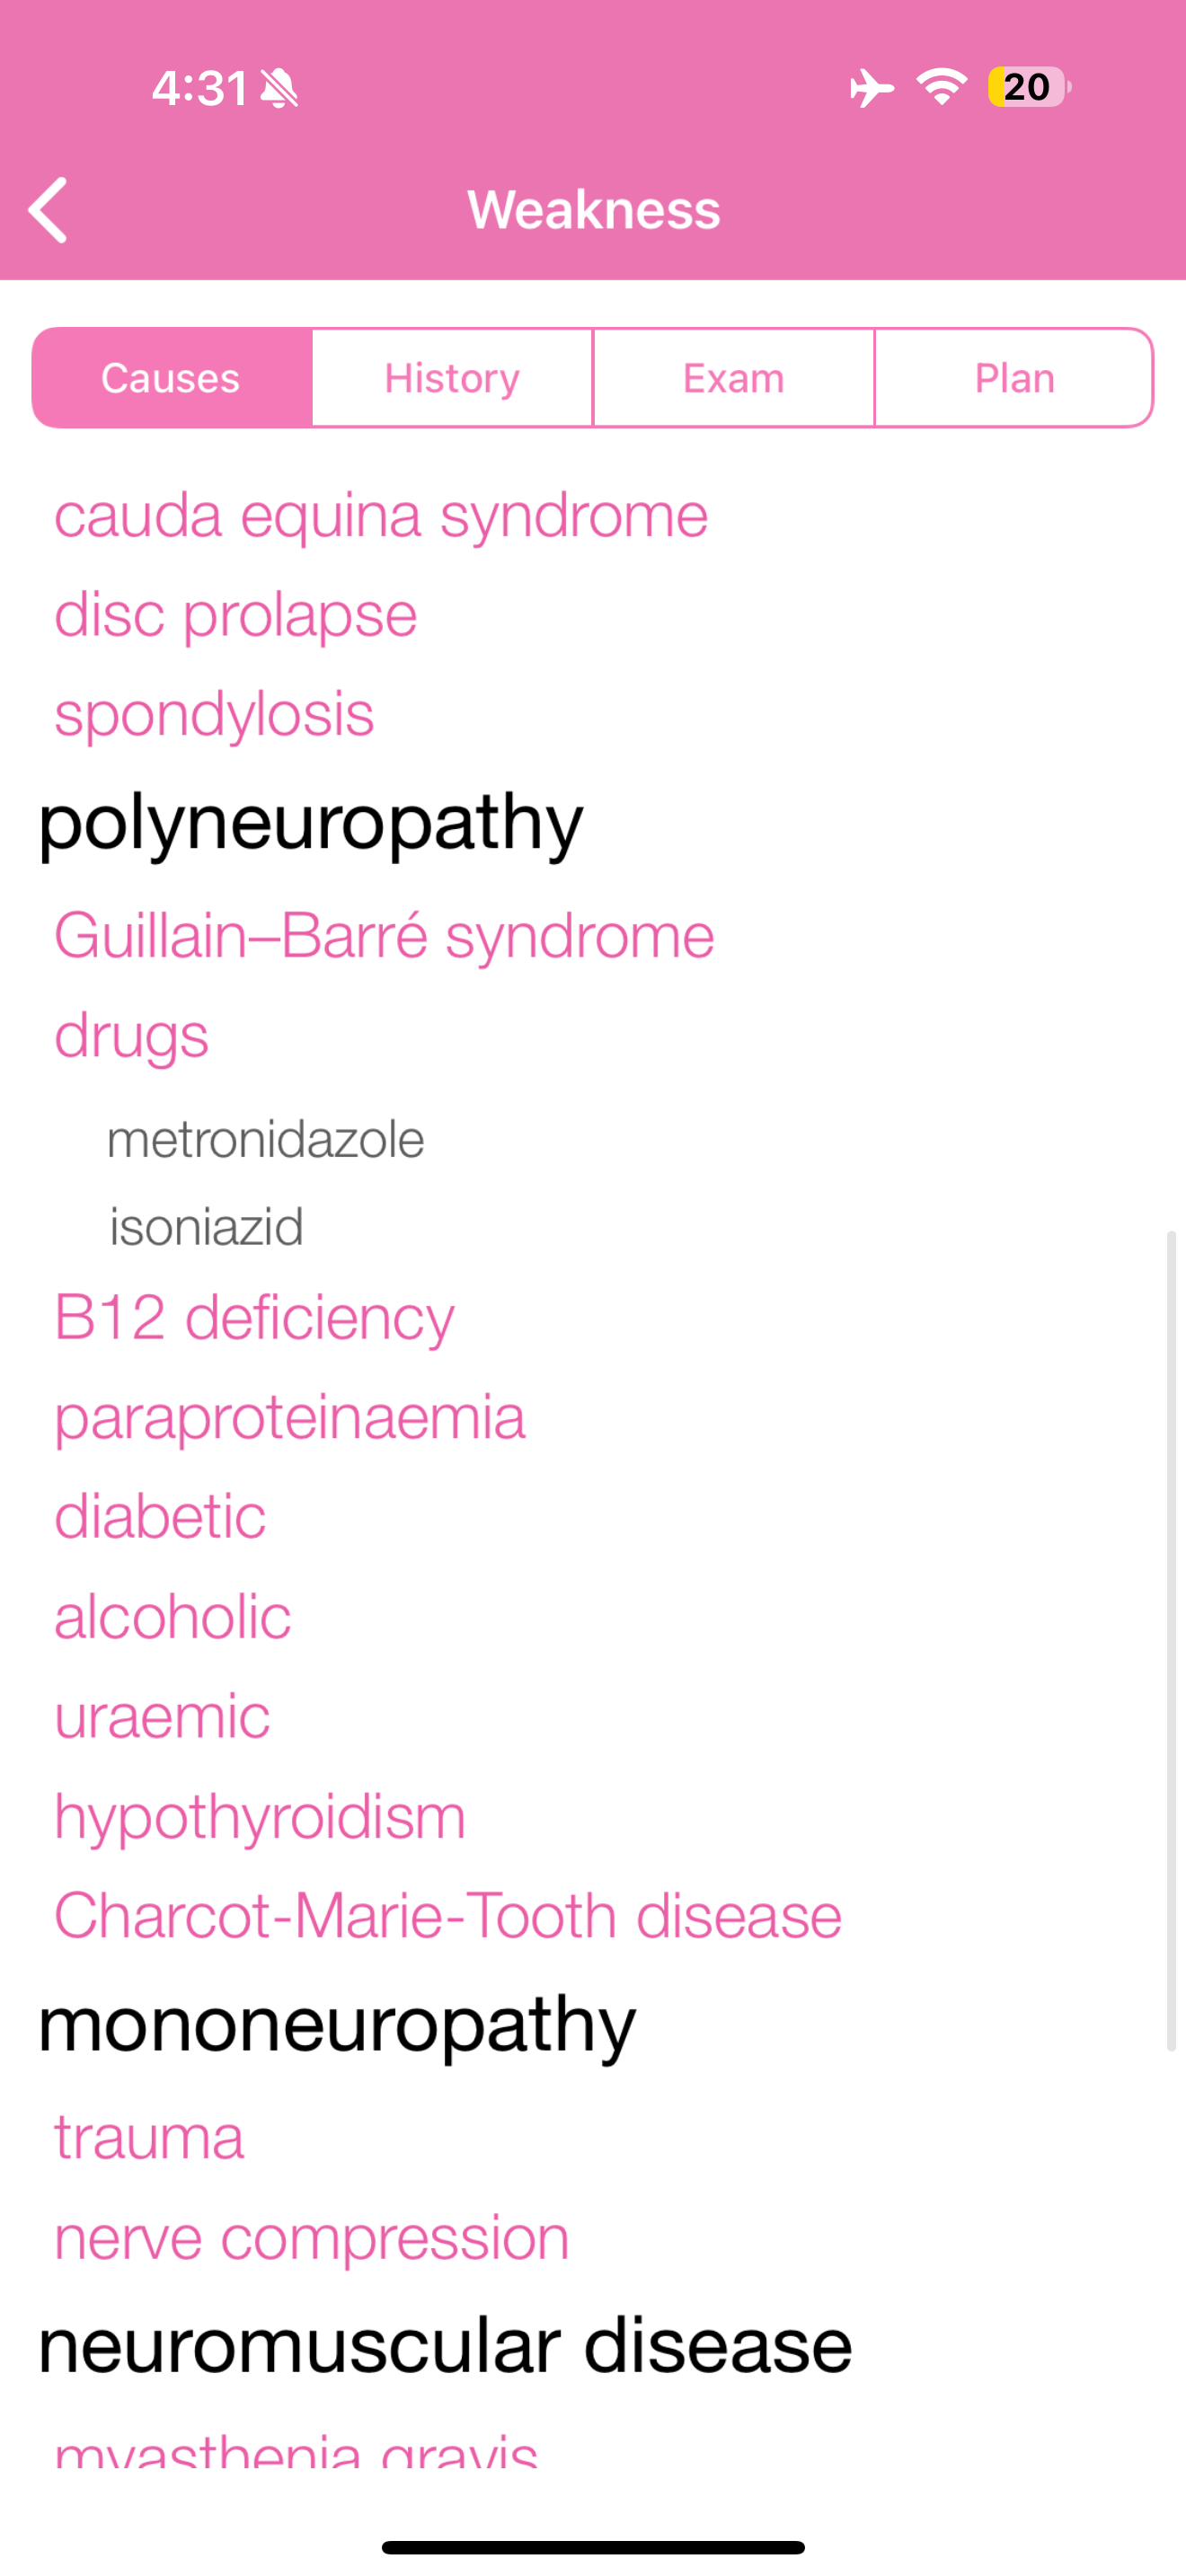 4:31
20
Weakness
Causes History Exam Plan
cauda equina syndrome
disc prolapse
spondylosis
polyneuropathy
Guillain–Barré syndrome
drugs
metronidazole
isoniazid
B12 deficiency
paraproteinaemia
diabetic
alcoholic
uraemic
hypothyroidism
Charcot-Marie-Tooth disease
mononeuropathy
trauma
nerve compression
neuromuscular disease
myasthenia gravis